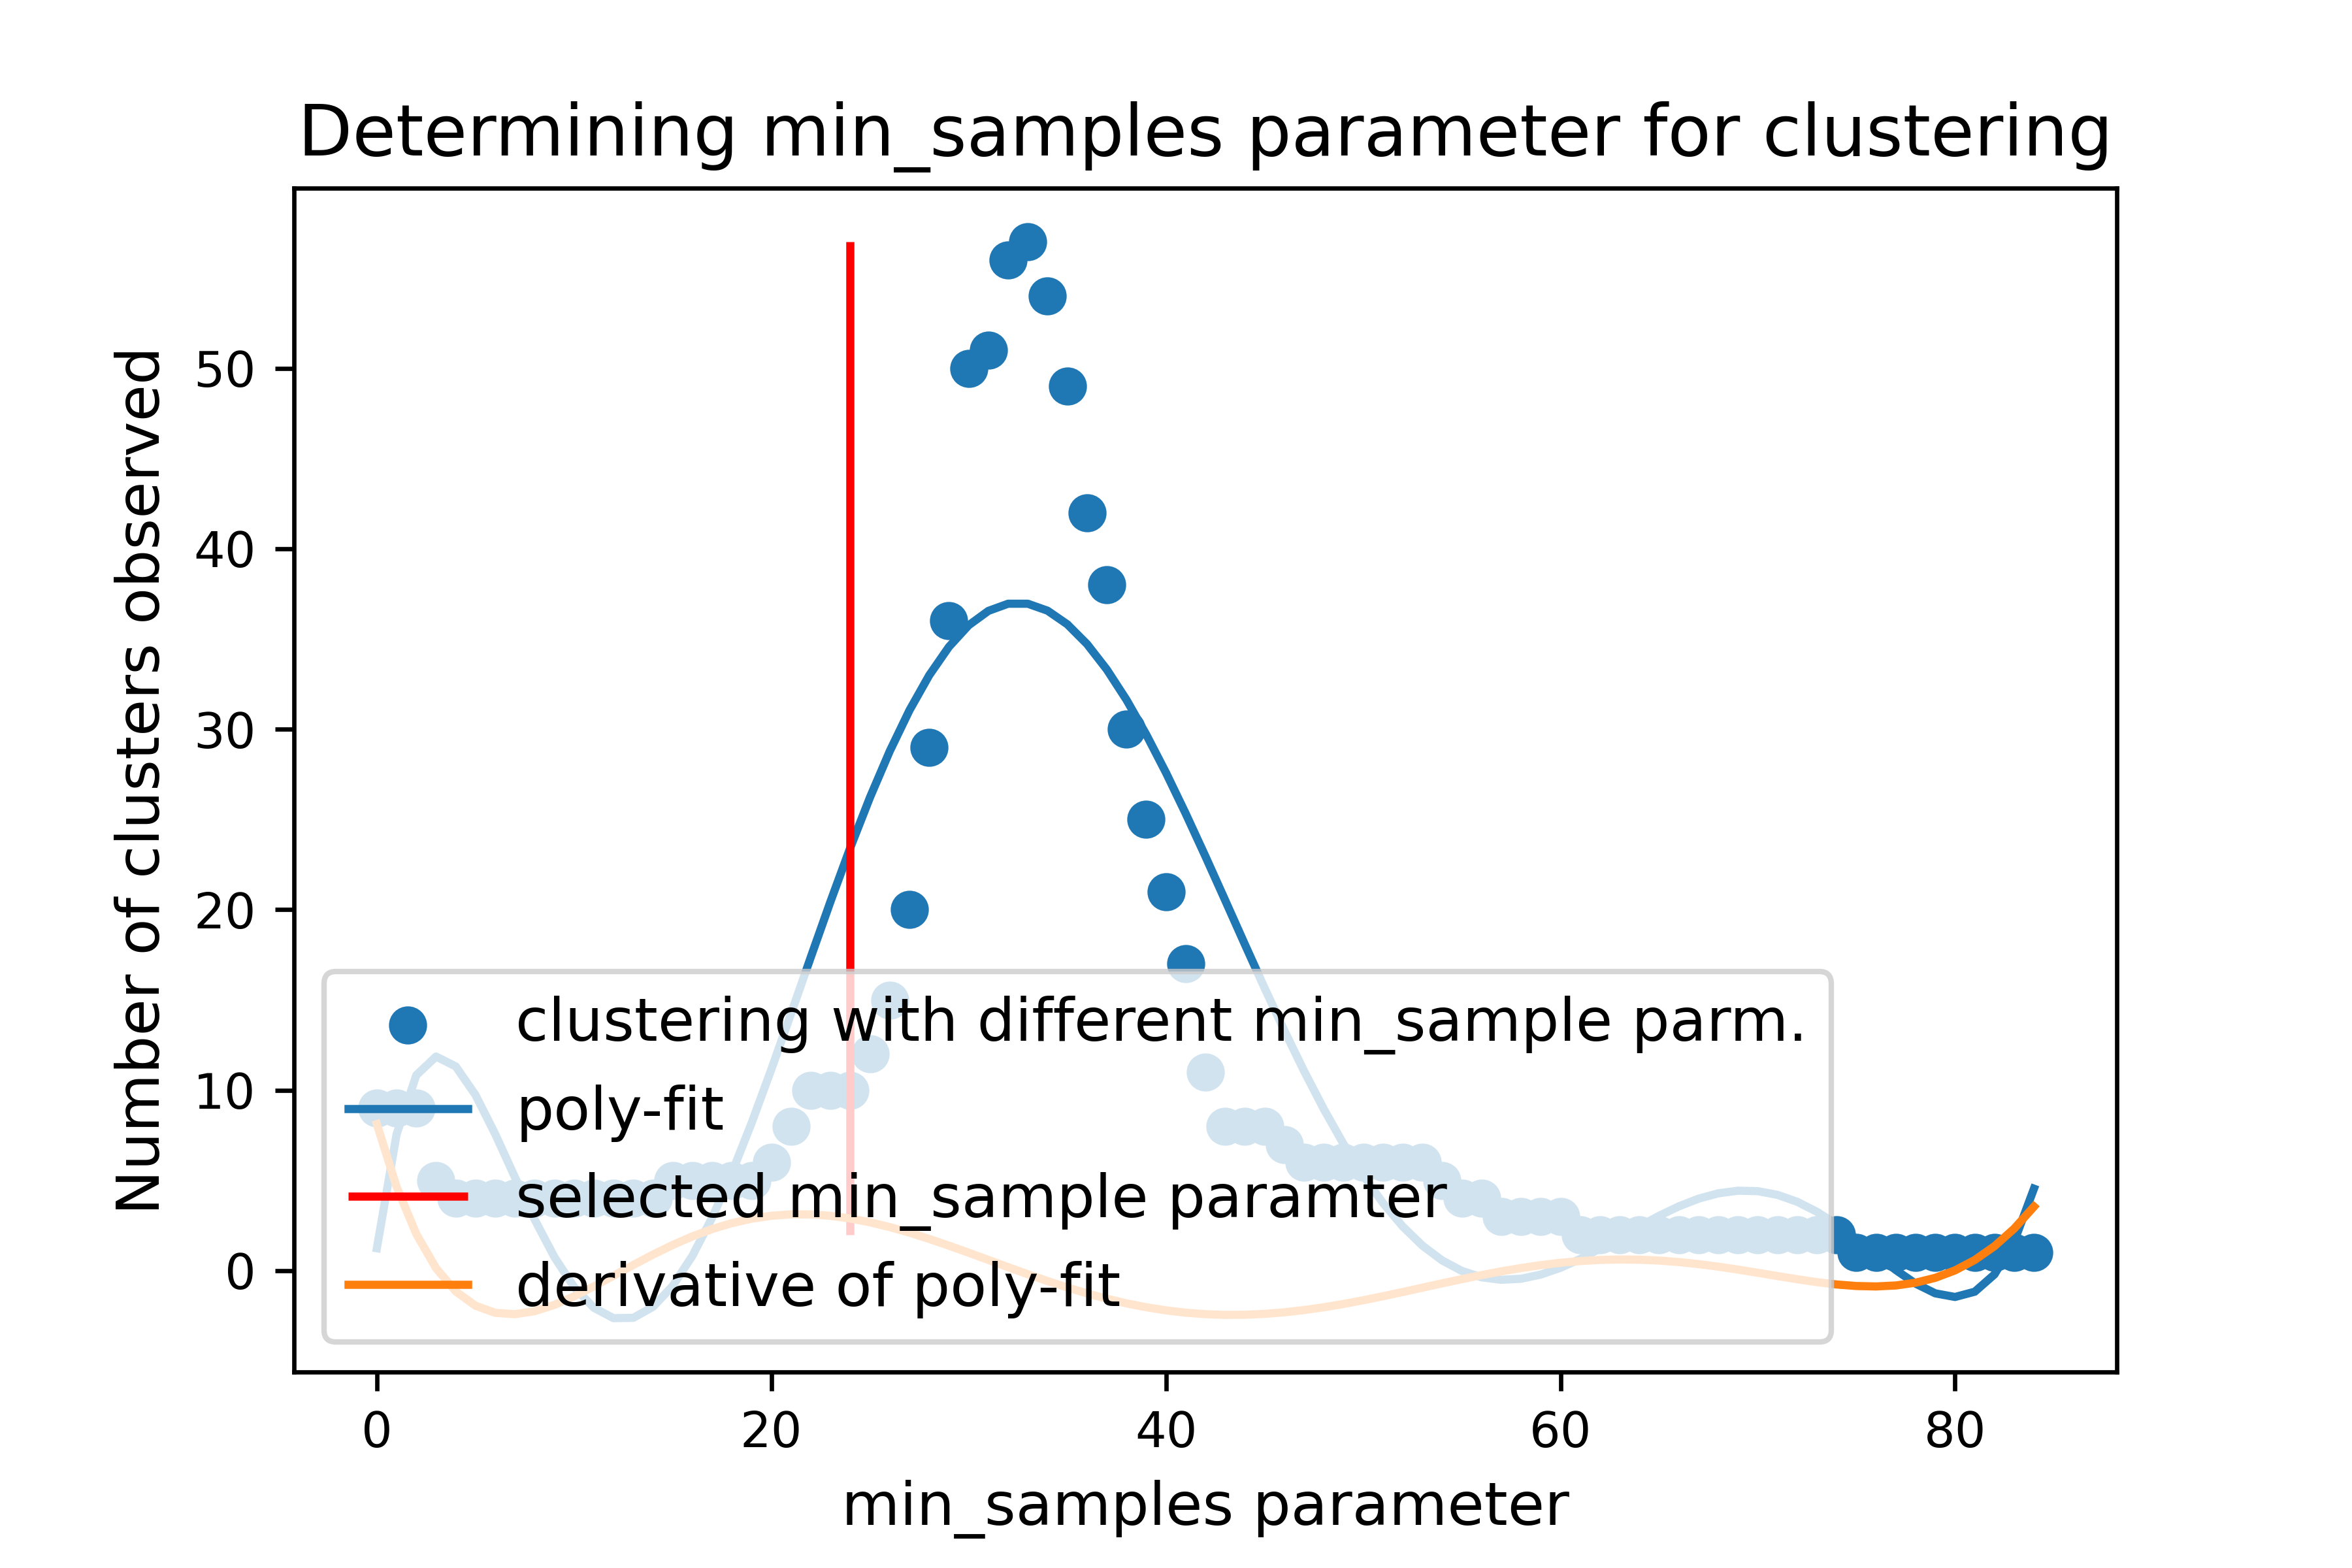 Determining min_samples parameter for clustering
Number of clusters observed
50
40
30
20
10
0
clustering with different min_sample parm.
poly-fit
selected min_sample paramter
derivative of poly-fit
0 20 40 60 80
min_samples parameter